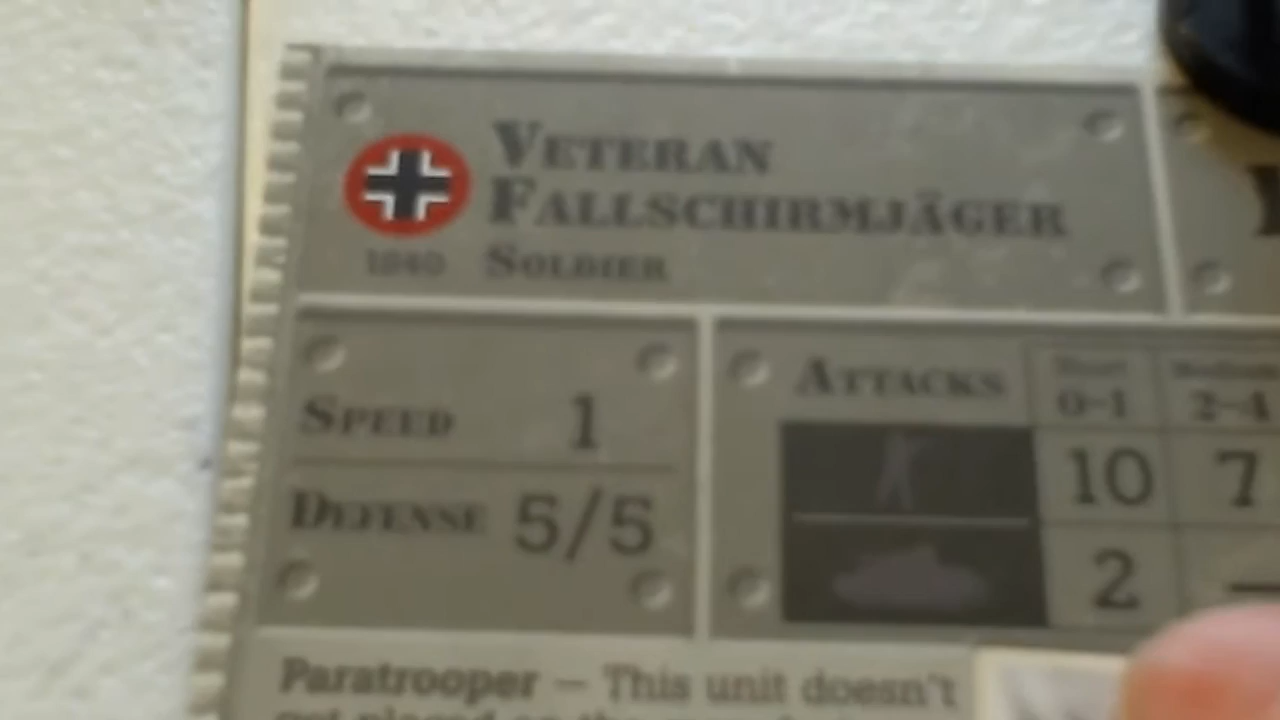 VETERAN
FALLSCHIRMJÄGER
1940 SOLDIER
SPEED 1
DEFENSE 5/5
ATTACKS
0-1 2-4
10 7
2 —
Paratrooper — This unit doesn't